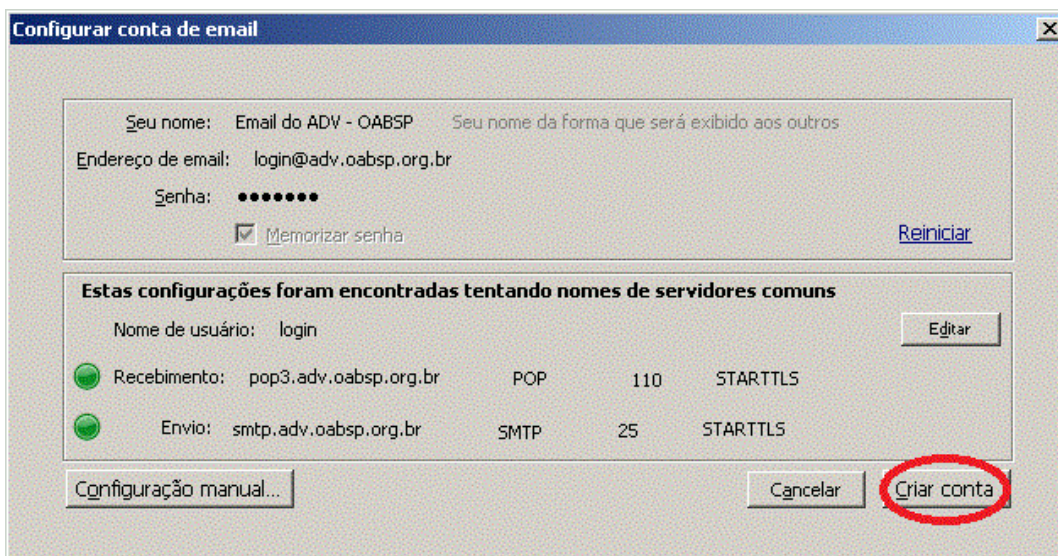 Configurar conta de email
Seu nome: Email do ADV - OABSP Seu nome da forma que será exibido aos outros
Endereço de email: login@adv.oabsp.org.br
Senha: •••••••
Memorizar senha
Reiniciar
Estas configurações foram encontradas tentando nomes de servidores comuns
Nome de usuário: login
Editar
Recebimento: pop3.adv.oabsp.org.br POP 110 STARTTLS
Envio: smtp.adv.oabsp.org.br SMTP 25 STARTTLS
Configuração manual... Cancelar Criar conta